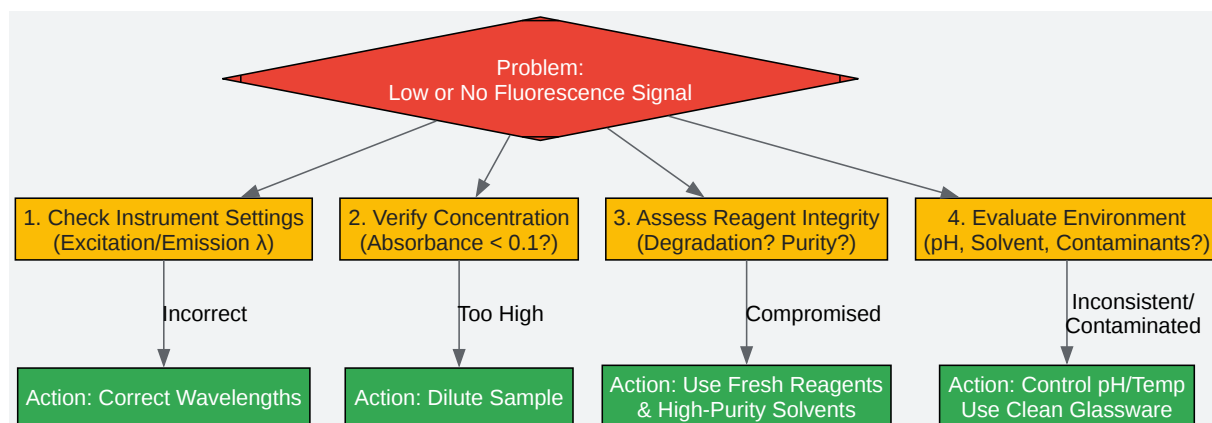 Problem:
Low or No Fluorescence Signal
1. Check Instrument Settings
(Excitation/Emission λ)
2. Verify Concentration
(Absorbance < 0.1?)
3. Assess Reagent Integrity
(Degradation? Purity?)
4. Evaluate Environment
(pH, Solvent, Contaminants?)
Incorrect
Too High
Compromised
Inconsistent/
Contaminated
Action: Correct Wavelengths
Action: Dilute Sample
Action: Use Fresh Reagents
& High-Purity Solvents
Action: Control pH/Temp
Use Clean Glassware